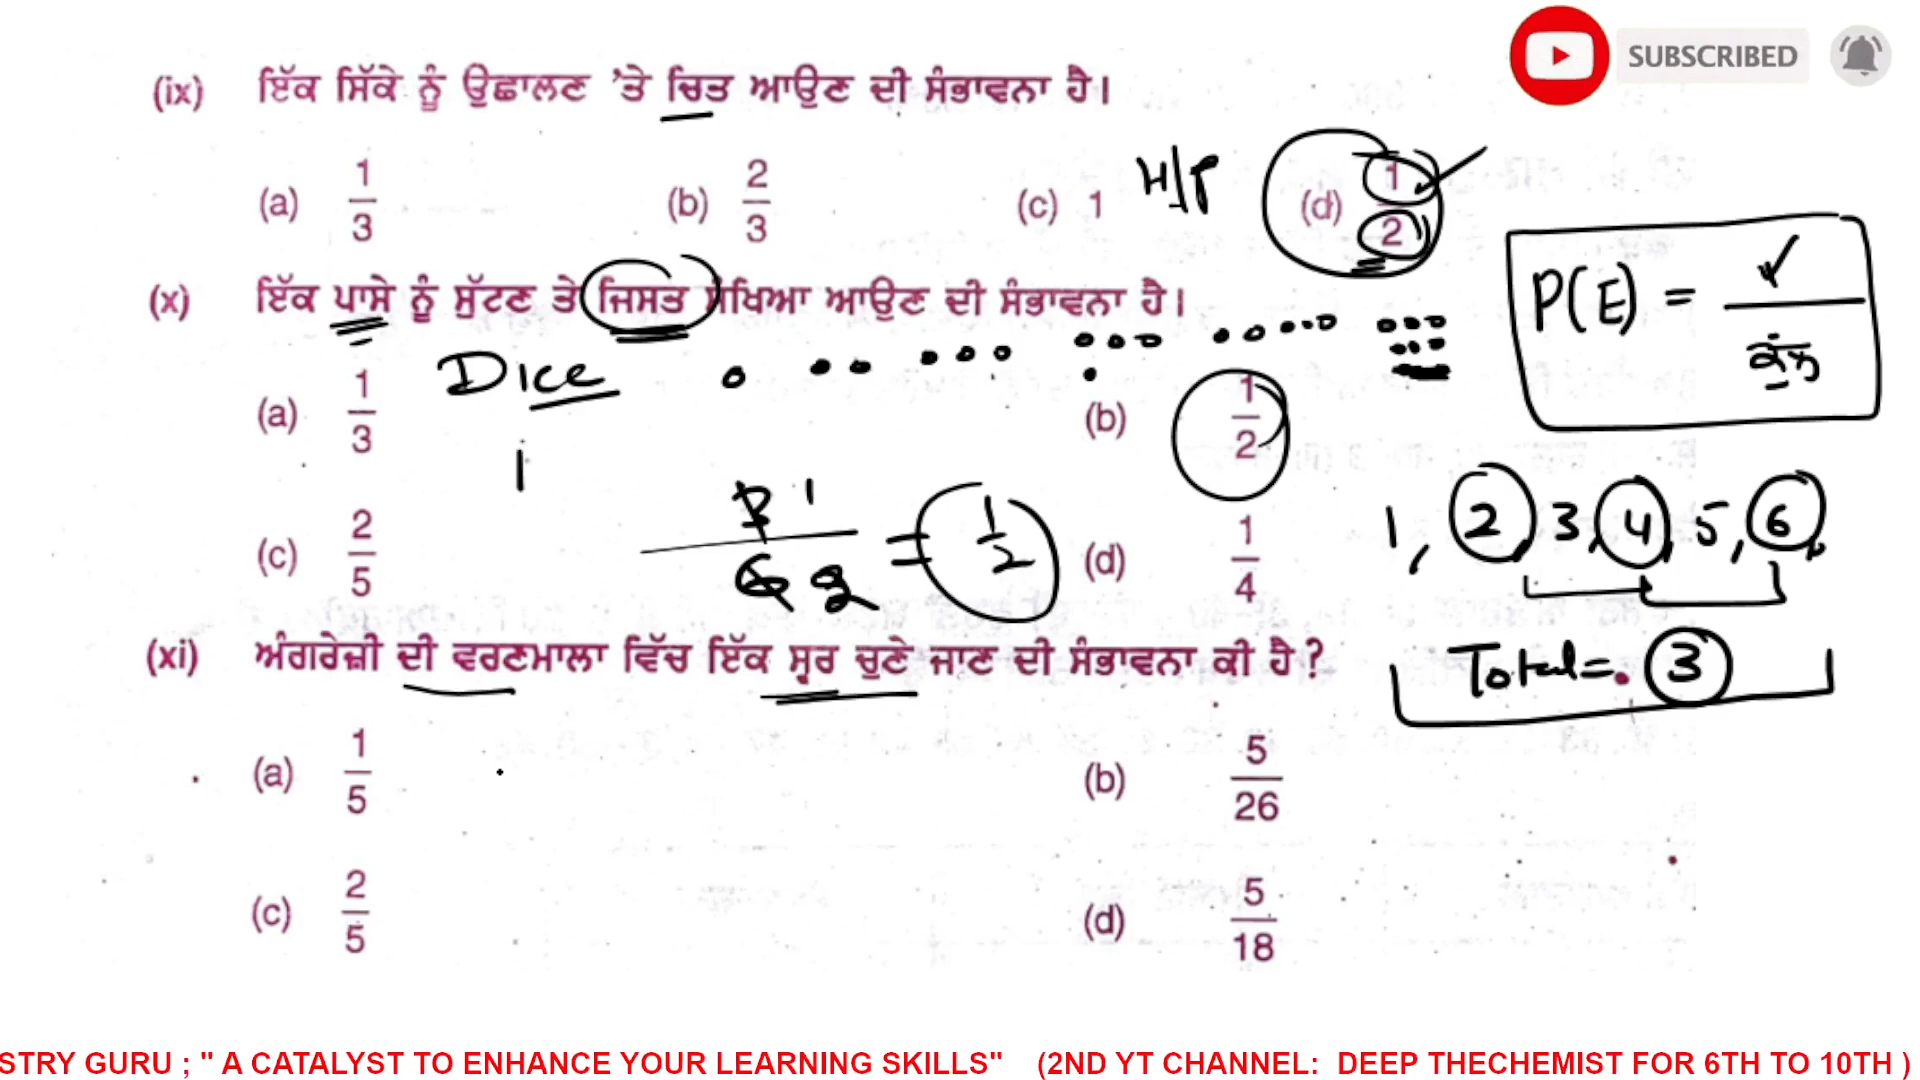 SUBSCRIBED
(ix) ਇੱਕ ਸਿੱਕੇ ਨੂੰ ਉਛਾਲਣ 'ਤੇ ਚਿਤ ਆਉਣ ਦੀ ਸੰਭਾਵਨਾ ਹੈ।
(a) 1/3 (b) 2/3 (c) 1 H/T (d) 1/2
P(E) = ✓/ਕੁੱਲ
(x) ਇੱਕ ਪਾਸੇ ਨੂੰ ਸੁੱਟਣ ਤੇ ਜਿਸਤ ਸੰਖਿਆ ਆਉਣ ਦੀ ਸੰਭਾਵਨਾ ਹੈ।
Dice
(a) 1/3 (b) 1/2
1
3 1 / 6 2 = 1/2
1, 2, 3, 4, 5, 6,
(c) 2/5 (d) 1/4
Total = 3
(xi) ਅੰਗਰੇਜ਼ੀ ਦੀ ਵਰਣਮਾਲਾ ਵਿੱਚ ਇੱਕ ਸ੍ਵਰ ਚੁਣੇ ਜਾਣ ਦੀ ਸੰਭਾਵਨਾ ਕੀ ਹੈ?
(a) 1/5 (b) 5/26
(c) 2/5 (d) 5/18
STRY GURU ; " A CATALYST TO ENHANCE YOUR LEARNING SKILLS" (2ND YT CHANNEL: DEEP THECHEMIST FOR 6TH TO 10TH )